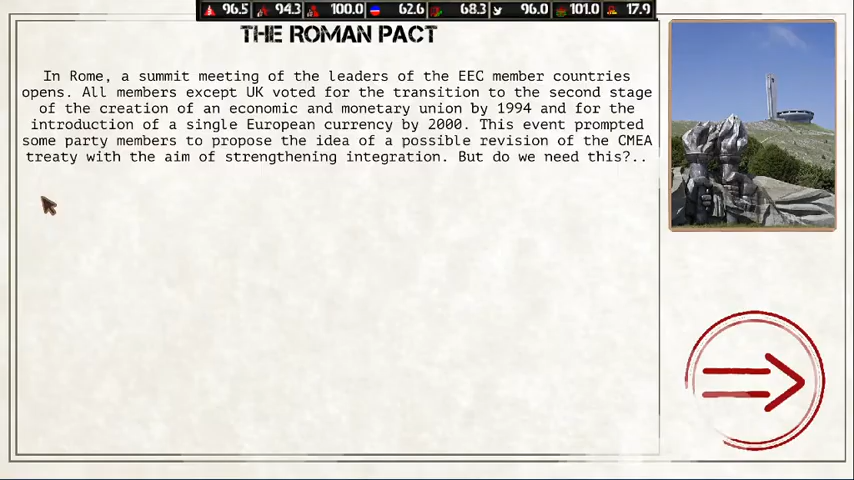 96.5 94.3 100.0 62.6 68.3 96.0 101.0 17.9
THE ROMAN PACT
In Rome, a summit meeting of the leaders of the EEC member countries
opens. All members except UK voted for the transition to the second stage
of the creation of an economic and monetary union by 1994 and for the
introduction of a single European currency by 2000. This event prompted
some party members to propose the idea of a possible revision of the CMEA
treaty with the aim of strengthening integration. But do we need this?..